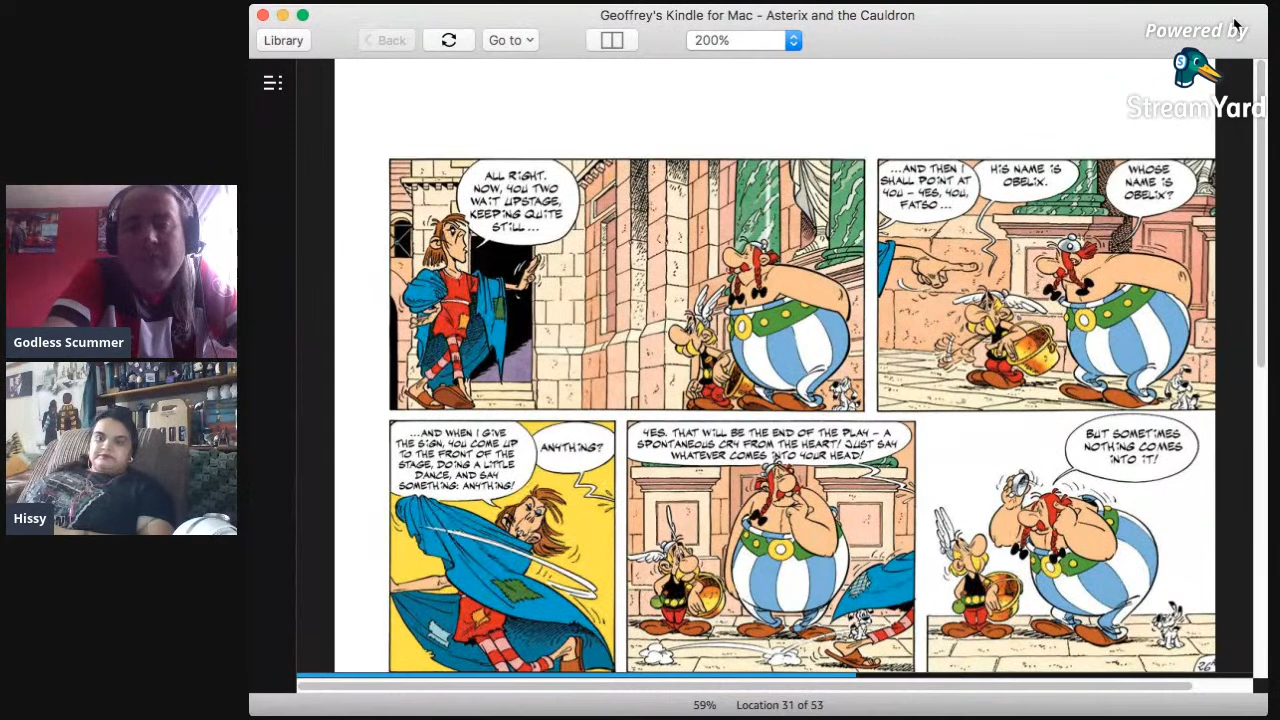 Geoffrey's Kindle for Mac - Asterix and the Cauldron
Library
Back
Go to
200%
Powered by
StreamYard
ALL RIGHT.
NOW, YOU TWO
WAIT UPSTAGE,
KEEPING QUITE
STILL...
...AND THEN I
SHALL POINT AT
YOU - YES, YOU,
FATSO...
HIS NAME IS
OBELIX.
WHOSE
NAME IS
OBELIX?
...AND WHEN I GIVE
THE SIGN, YOU COME UP
TO THE FRONT OF THE
STAGE, DOING A LITTLE
DANCE, AND SAY
SOMETHING: ANYTHING!
ANYTHING?
YES. THAT WILL BE THE END OF THE PLAY - A
SPONTANEOUS CRY FROM THE HEART! JUST SAY
WHATEVER COMES INTO YOUR HEAD!
BUT SOMETIMES
NOTHING COMES
INTO IT!
Godless Scummer
Hissy
59%
Location 31 of 53